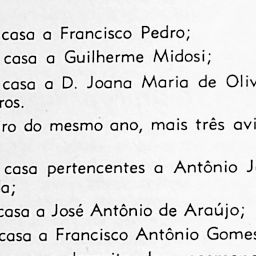 casa a Francisco Pedro;
casa a Guilherme Midosi;
casa a D. Joana Maria de Oliv
ros.
ro do mesmo ano, mais três avi
casa pertencentes a Antônio J
a;
casa a José Antônio de Araújo;
casa a Francisco Antônio Gomes